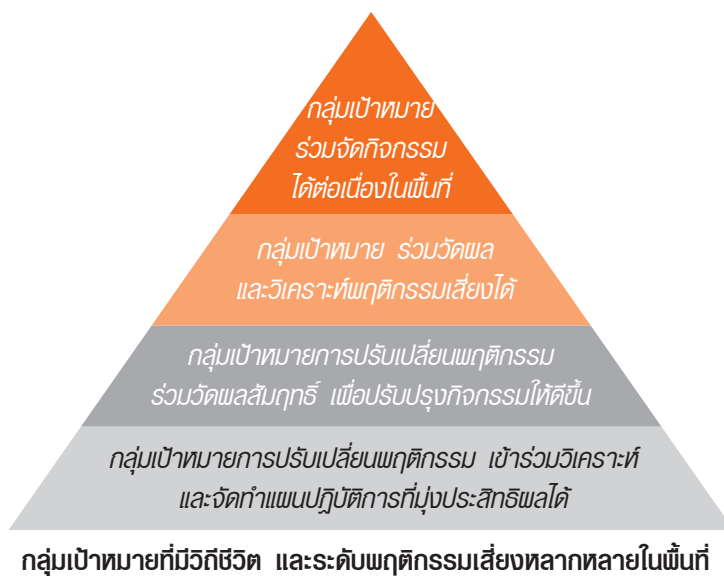 กลุ่มเป้าหมาย
ร่วมจัดกิจกรรม
ได้ต่อเนื่องในพื้นที่
กลุ่มเป้าหมาย ร่วมวัดผล
และวิเคราะห์พฤติกรรมเสี่ยงได้
กลุ่มเป้าหมายการปรับเปลี่ยนพฤติกรรม
ร่วมวัดผลสัมฤทธิ์ เพื่อปรับปรุงกิจกรรมให้ดีขึ้น
กลุ่มเป้าหมายการปรับเปลี่ยนพฤติกรรม เข้าร่วมวิเคราะห์
และจัดทำแผนปฏิบัติการที่มุ่งประสิทธิผลได้
กลุ่มเป้าหมายที่มีวิถีชีวิต และระดับพฤติกรรมเสี่ยงหลากหลายในพื้นที่